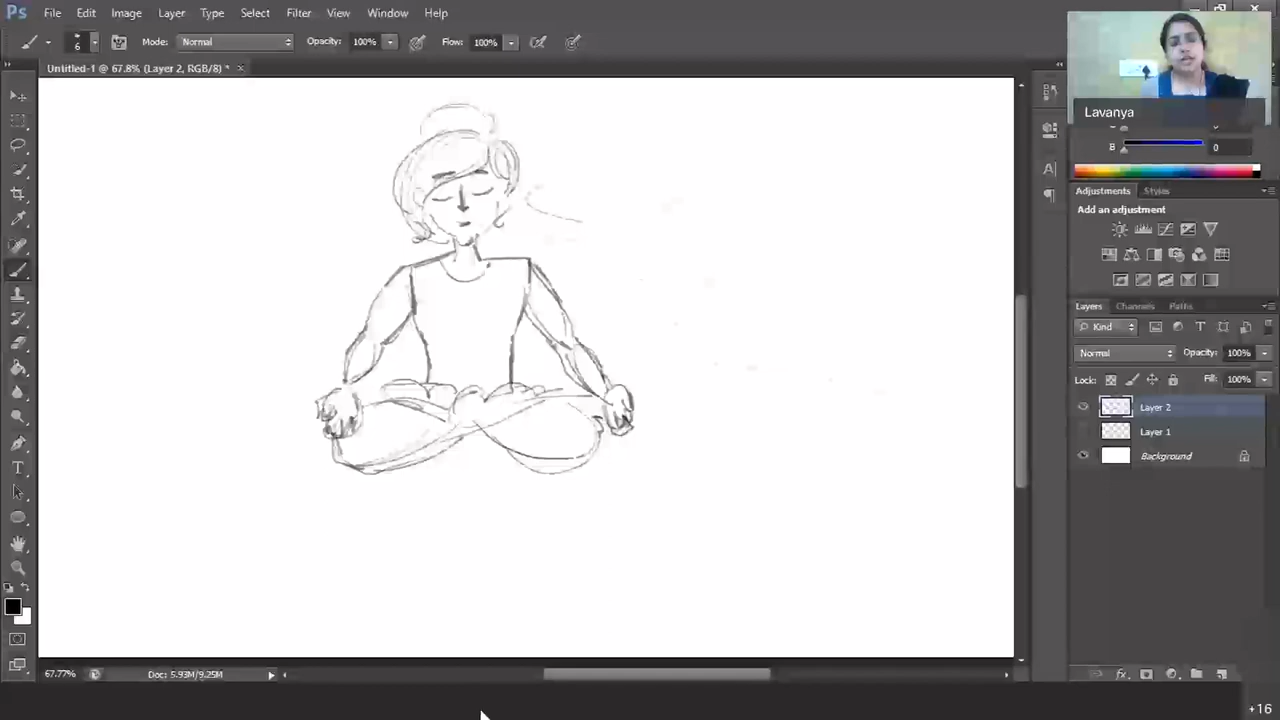 Ps File Edit Image Layer Type Select Filter View Window Help
6 Mode: Normal Opacity: 100% Flow: 100%
Untitled-1 @ 67.8% (Layer 2, RGB/8) *
Lavanya
B 0
Adjustments Styles
Add an adjustment
Layers Channels Paths
Kind
Normal Opacity: 100%
Lock: Fill: 100%
Layer 2
Layer 1
Background
67.77% Doc: 5.93M/9.25M
+16